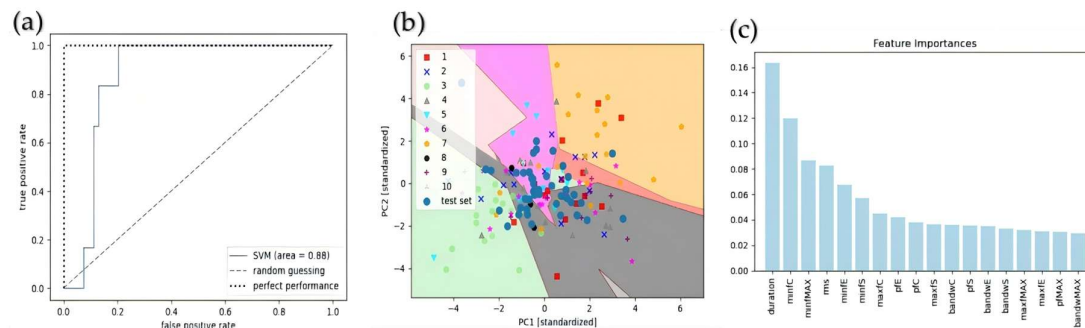 (a)
true positive rate
1.0
0.8
0.6
0.4
0.2
0.0
SVM (area = 0.88)
random guessing
perfect performance
0.0 0.2 0.4 0.6 0.8 1.0
false positive rate
(b)
PC2 [standardized]
6
4
2
0
−2
−4
1
2
3
4
5
6
7
8
9
10
test set
−4 −2 0 2 4 6
PC1 [standardized]
(c)
Feature Importances
0.16
0.14
0.12
0.10
0.08
0.06
0.04
0.02
0.00
duration
minfC
minfMAX
rms
minfE
minfS
maxfC
pfE
pfC
maxfS
bandwC
pfS
bandwE
bandwS
maxfMAX
maxfE
pfMAX
bandwMAX